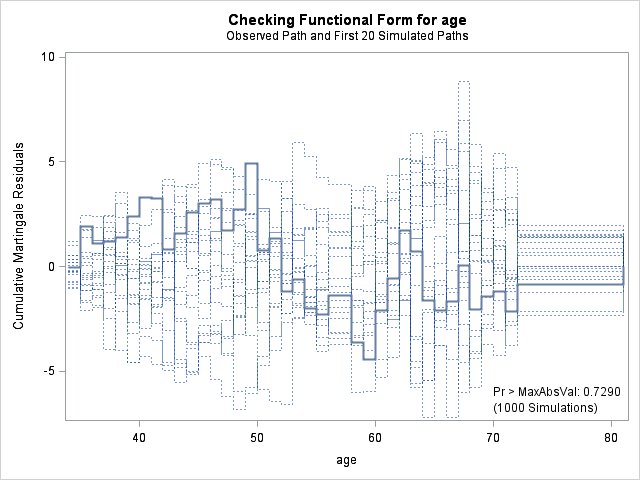 Checking Functional Form for age
Observed Path and First 20 Simulated Paths
Cumulative Martingale Residuals
10
5
0
-5
Pr > MaxAbsVal: 0.7290
(1000 Simulations)
40
50
60
70
80
age